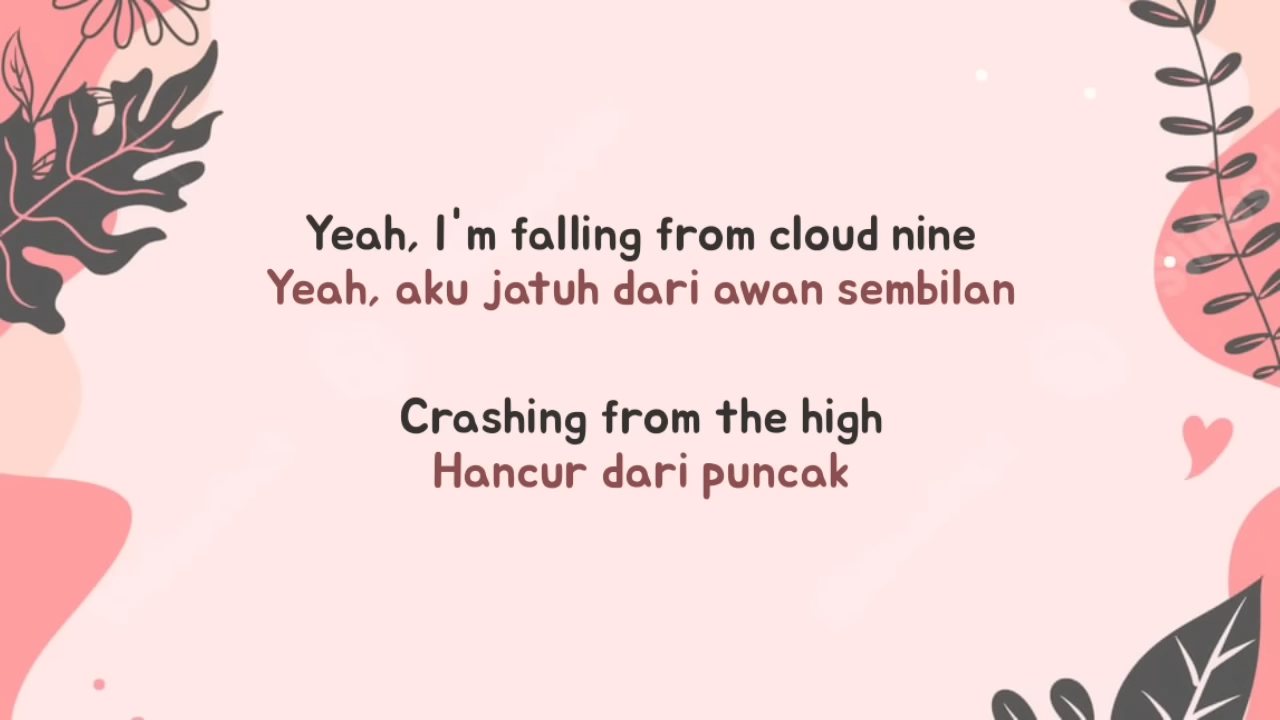 Yeah, I'm falling from cloud nine
Yeah, aku jatuh dari awan sembilan
Crashing from the high
Hancur dari puncak